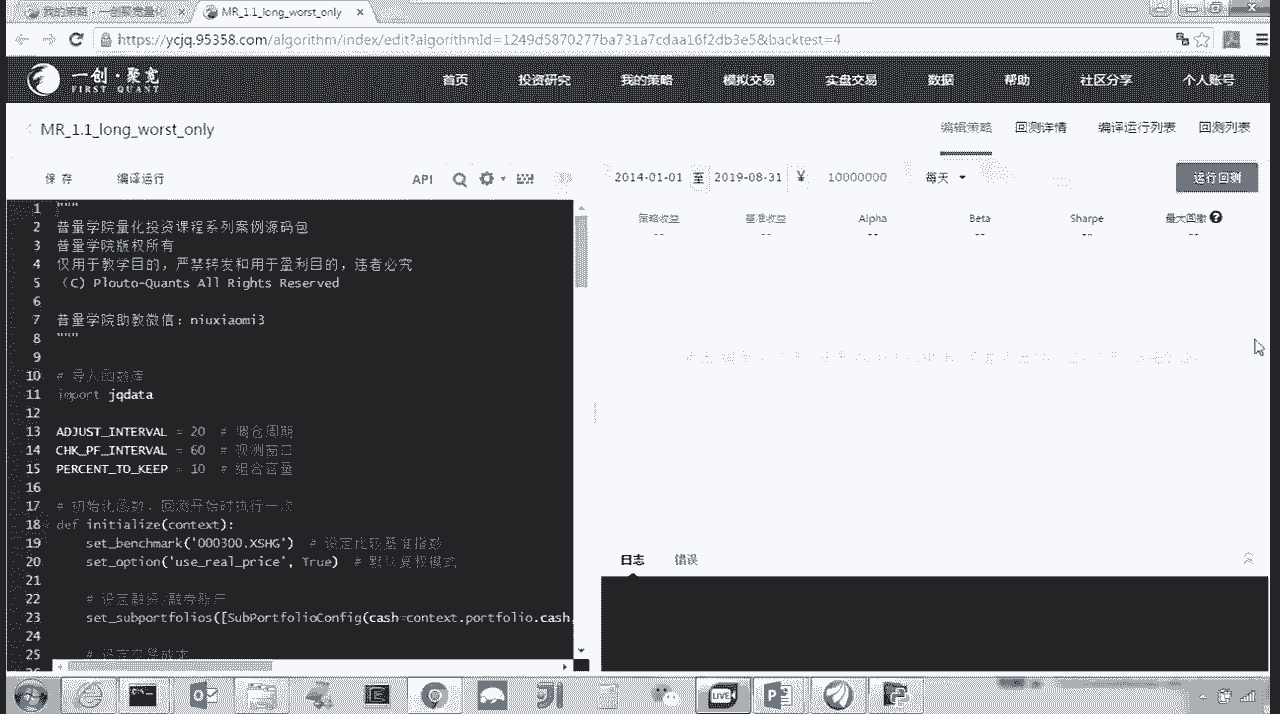 我的策略 - 一创聚宽量化
MR_1.1_long_worst_only
https://ycjq.95358.com/algorithm/index/edit?algorithmId=1249d5870277ba731a7cdaa16f2db3e5&backtest=4
一创·聚宽
FIRST QUANT
首页 投资研究 我的策略 模拟交易 实盘交易 数据 帮助 社区分享 个人账号
MR_1.1_long_worst_only
编辑策略 回测详情 编译运行列表 回测列表
保存 编译运行 API
2014-01-01 至 2019-08-31 ¥ 10000000 每天 运行回测
策略收益 基准收益 Alpha Beta Sharpe 最大回撤
-- -- -- -- -- --
1 """
2 普量学院量化投资课程系列案例源码包
3 普量学院版权所有
4 仅用于教学目的，严禁转发和用于盈利目的，违者必究
5 （C) Plouto-Quants All Rights Reserved
6
7 普量学院助教微信：niuxiaomi3
8 """
9
10 # 导入函数库
11 import jqdata
12
13 ADJUST_INTERVAL = 20 # 调仓周期
14 CHK_PF_INTERVAL = 60 # 观测窗口
15 PERCENT_TO_KEEP = 10 # 组合容量
16
17 # 初始化函数，回测开始时执行一次
18 def initialize(context):
19 set_benchmark('000300.XSHG') # 设定比较基准指数
20 set_option('use_real_price', True) # 默认复权模式
21
22 # 设定融资/融券账户
23 set_subportfolios([SubPortfolioConfig(cash=context.portfolio.cash,
24
25 # 设定交易成本
26
日志 错误
LIVE